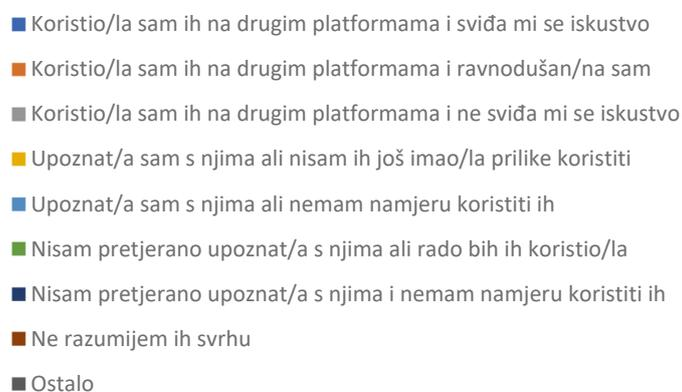 Koristio/la sam ih na drugim platformama i sviđa mi se iskustvo
Koristio/la sam ih na drugim platformama i ravnodušan/na sam
Koristio/la sam ih na drugim platformama i ne sviđa mi se iskustvo
Upoznat/a sam s njima ali nisam ih još imao/la prilike koristiti
Upoznat/a sam s njima ali nemam namjeru koristiti ih
Nisam pretjerano upoznat/a s njima ali rado bih ih koristio/la
Nisam pretjerano upoznat/a s njima i nemam namjeru koristiti ih
Ne razumijem ih svrhu
Ostalo